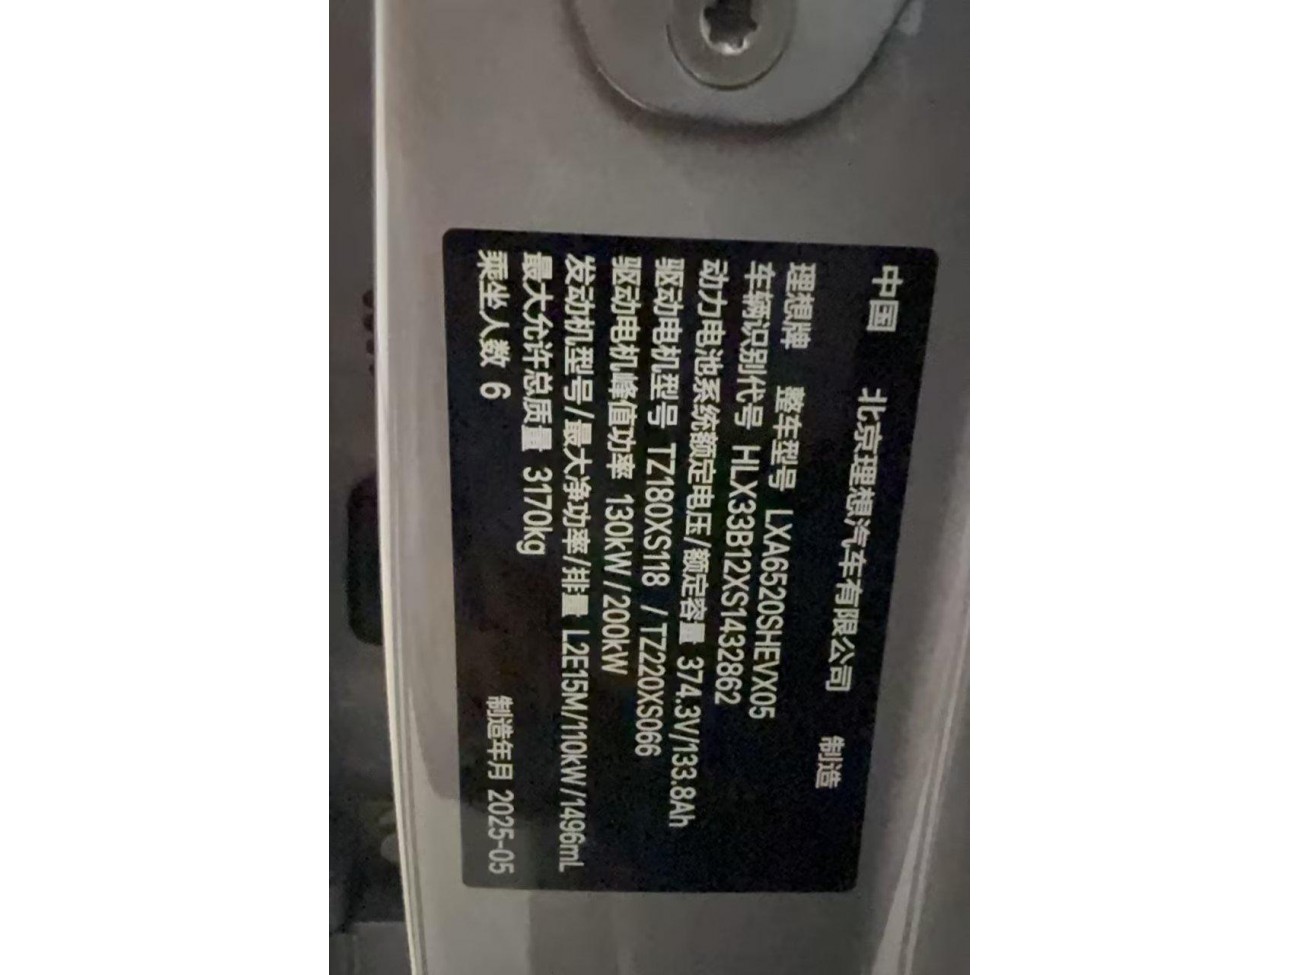 中国 北京理想汽车有限公司 制造
理想牌 整车型号 LXA6520SHEVX05
车辆识别代号 HLX33B12XS1432862
动力电池系统额定电压/额定容量 374.3V/133.8Ah
驱动电机型号 TZ180XS118 /TZ220XS066
驱动电机峰值功率 130kW/200kW
发动机型号/最大净功率/排量 L2E15M/110kW/1496mL
最大允许总质量 3170kg
乘坐人数 6 制造年月 2025-05